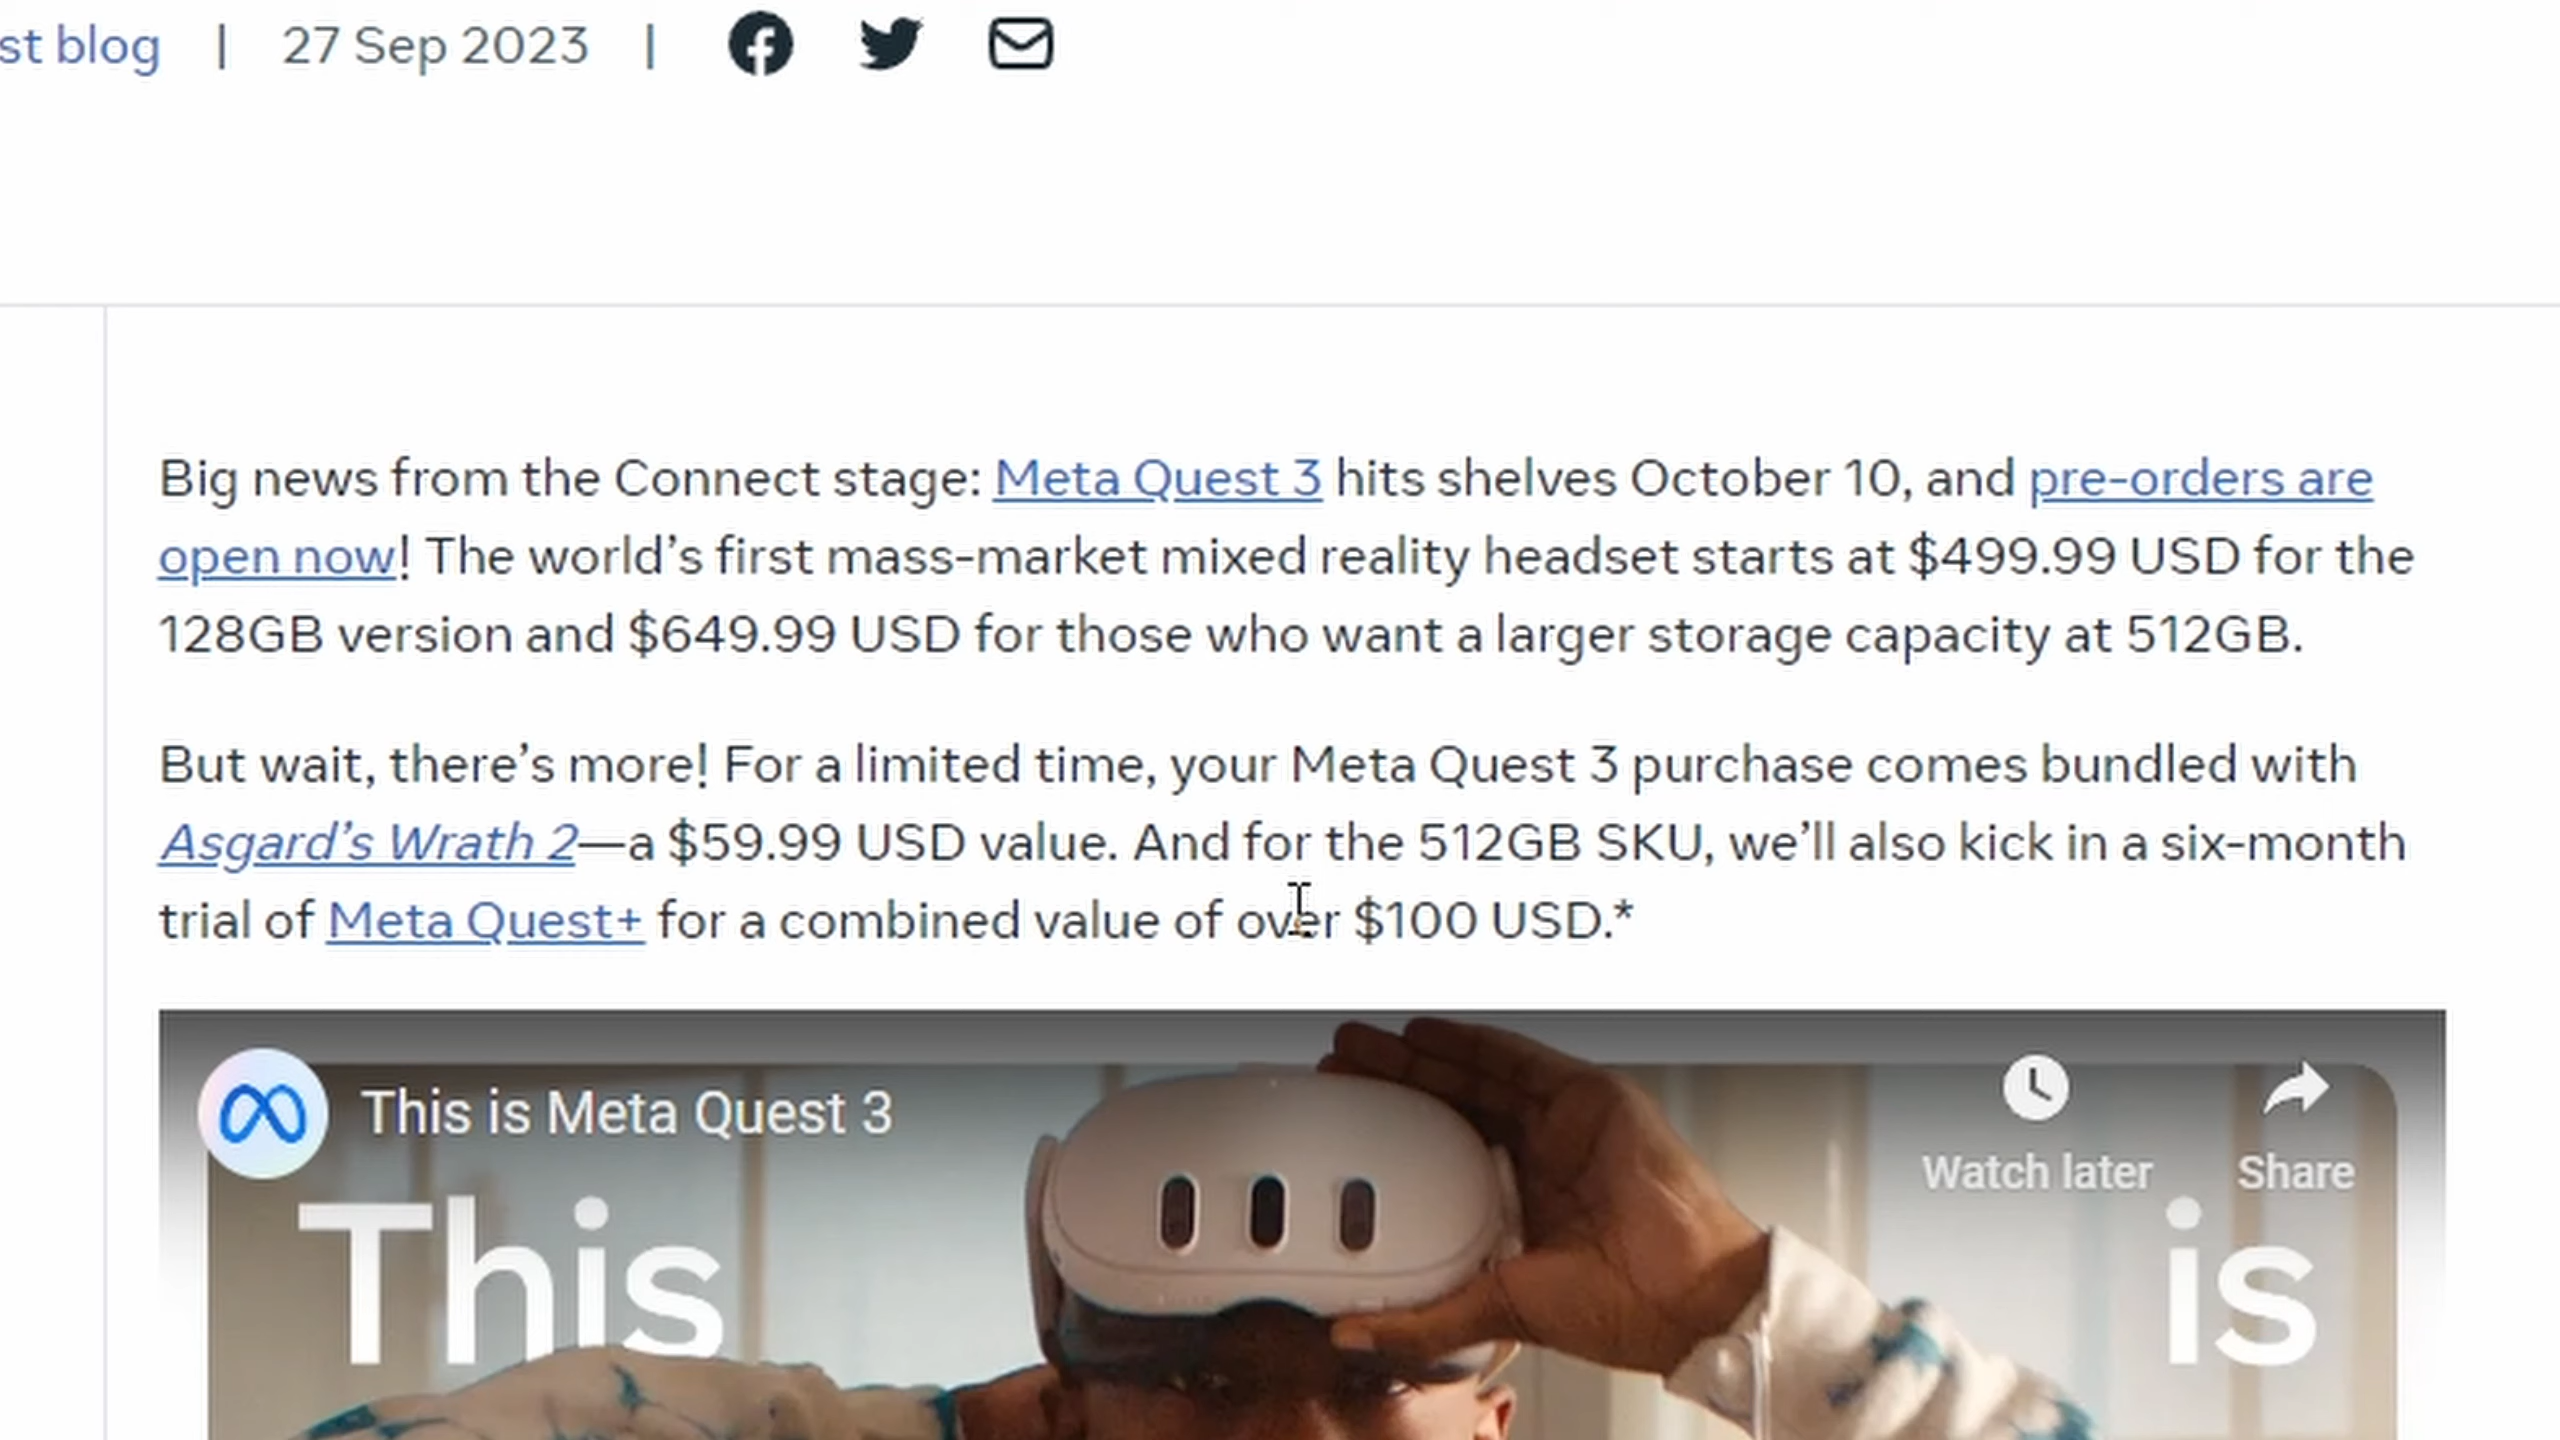 st blog | 27 Sep 2023 |
Big news from the Connect stage: Meta Quest 3 hits shelves October 10, and pre-orders are
open now! The world’s first mass-market mixed reality headset starts at $499.99 USD for the
128GB version and $649.99 USD for those who want a larger storage capacity at 512GB.
But wait, there’s more! For a limited time, your Meta Quest 3 purchase comes bundled with
Asgard’s Wrath 2—a $59.99 USD value. And for the 512GB SKU, we’ll also kick in a six-month
trial of Meta Quest+ for a combined value of over $100 USD.*
This is Meta Quest 3
Watch later Share
This is